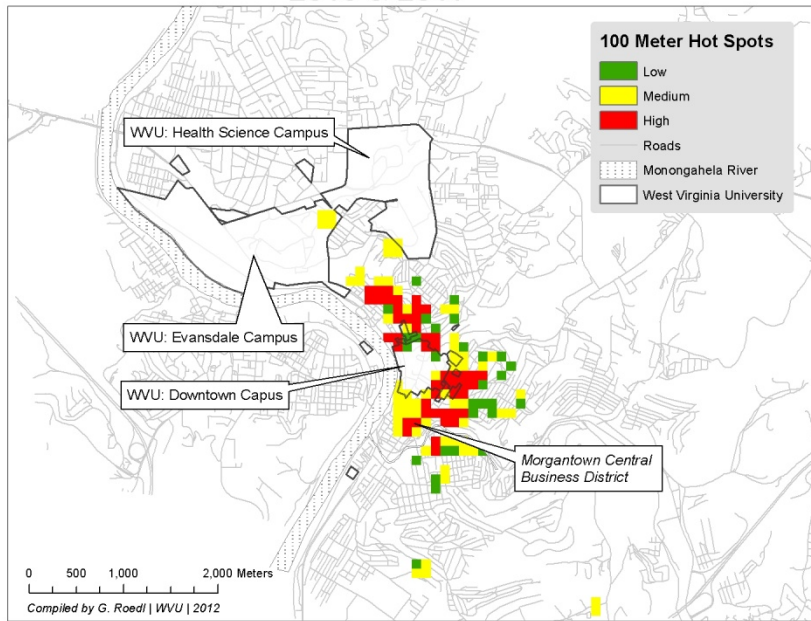 100 Meter Hot Spots
Low
Medium
High
Roads
Monongahela River
West Virginia University
WVU: Health Science Campus
WVU: Evansdale Campus
WVU: Downtown Capus
Morgantown Central
Business District
0 500 1,000 2,000 Meters
Compiled by G. Roedl | WVU | 2012